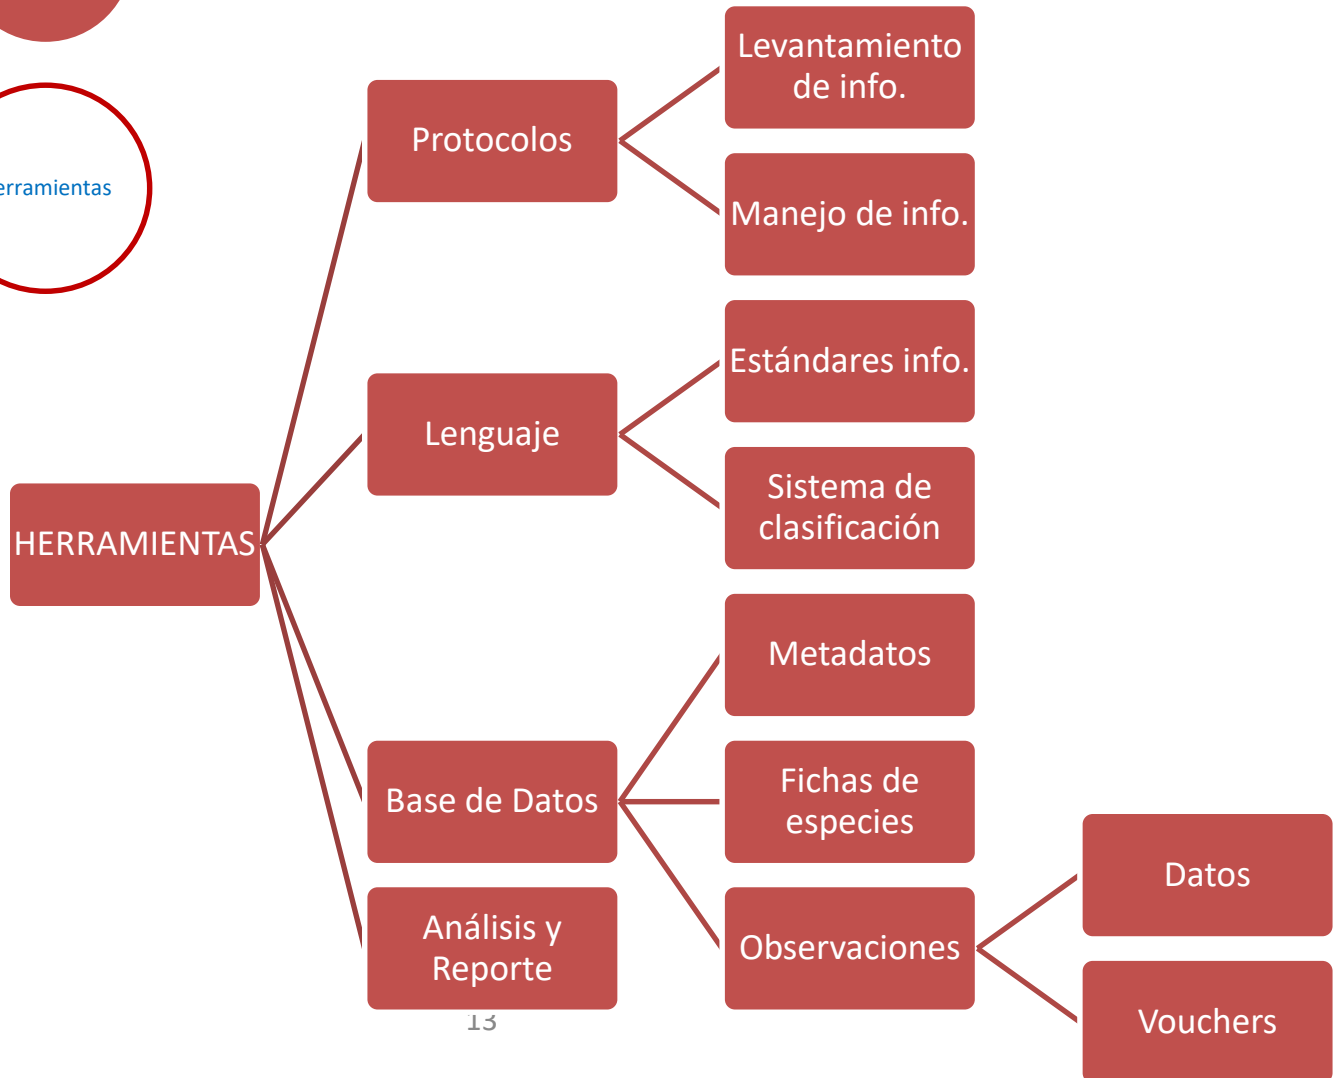 Levantamiento
de info.
Protocolos
erramientas
Manejo de info.
Estándares info.
Lenguaje
Sistema de
clasificación
HERRAMIENTAS
Metadatos
Base de Datos
Fichas de
especies
Datos
Análisis y
Reporte
Observaciones
Vouchers
13